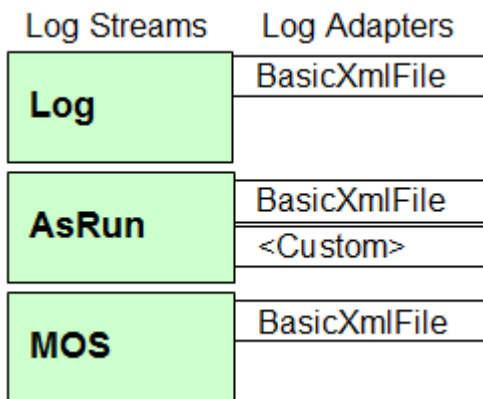 Log Streams Log Adapters
Log BasicXmlFile
AsRun BasicXmlFile
<Custom>
MOS BasicXmlFile